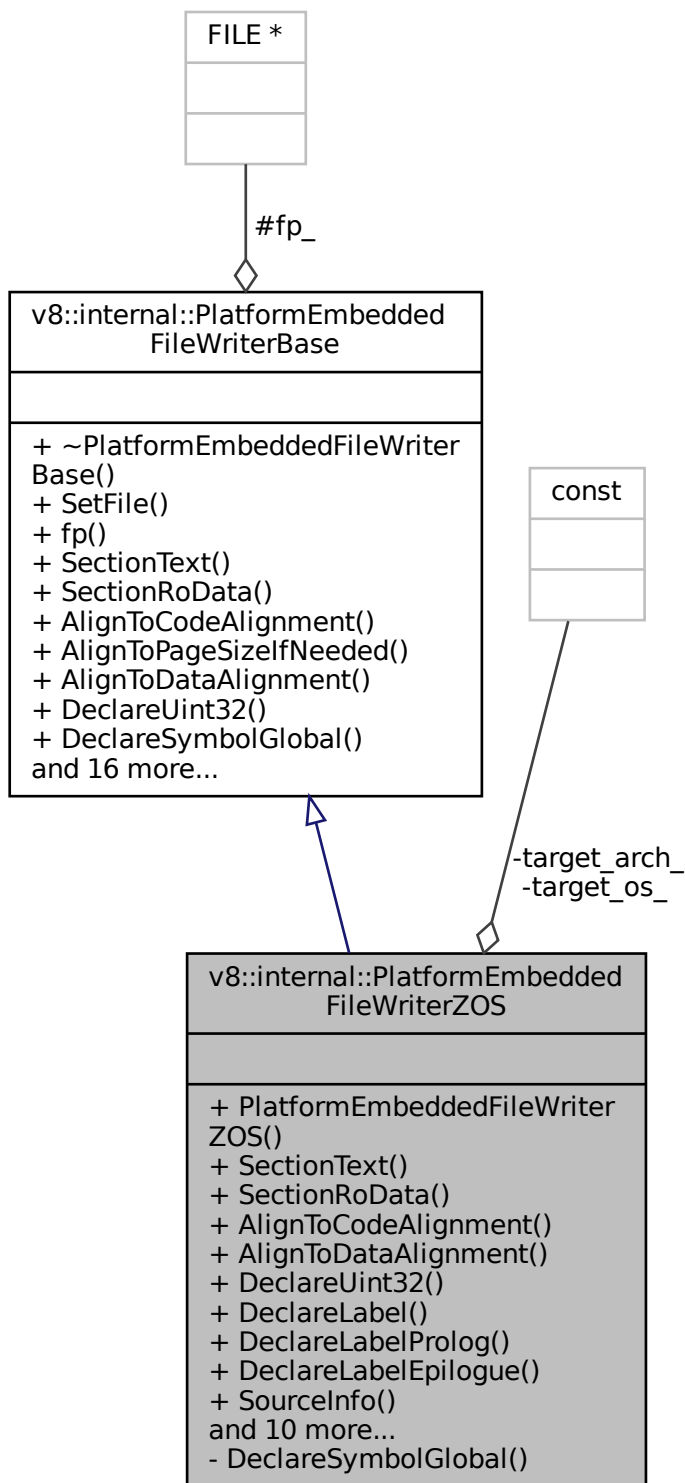 FILE *
#fp_
v8::internal::PlatformEmbedded
FileWriterBase
+ ~PlatformEmbeddedFileWriter
Base()
+ SetFile()
+ fp()
+ SectionText()
+ SectionRoData()
+ AlignToCodeAlignment()
+ AlignToPageSizeIfNeeded()
+ AlignToDataAlignment()
+ DeclareUint32()
+ DeclareSymbolGlobal()
and 16 more...
const
-target_arch_
-target_os_
v8::internal::PlatformEmbedded
FileWriterZOS
+ PlatformEmbeddedFileWriter
ZOS()
+ SectionText()
+ SectionRoData()
+ AlignToCodeAlignment()
+ AlignToDataAlignment()
+ DeclareUint32()
+ DeclareLabel()
+ DeclareLabelProlog()
+ DeclareLabelEpilogue()
+ SourceInfo()
and 10 more...
- DeclareSymbolGlobal()